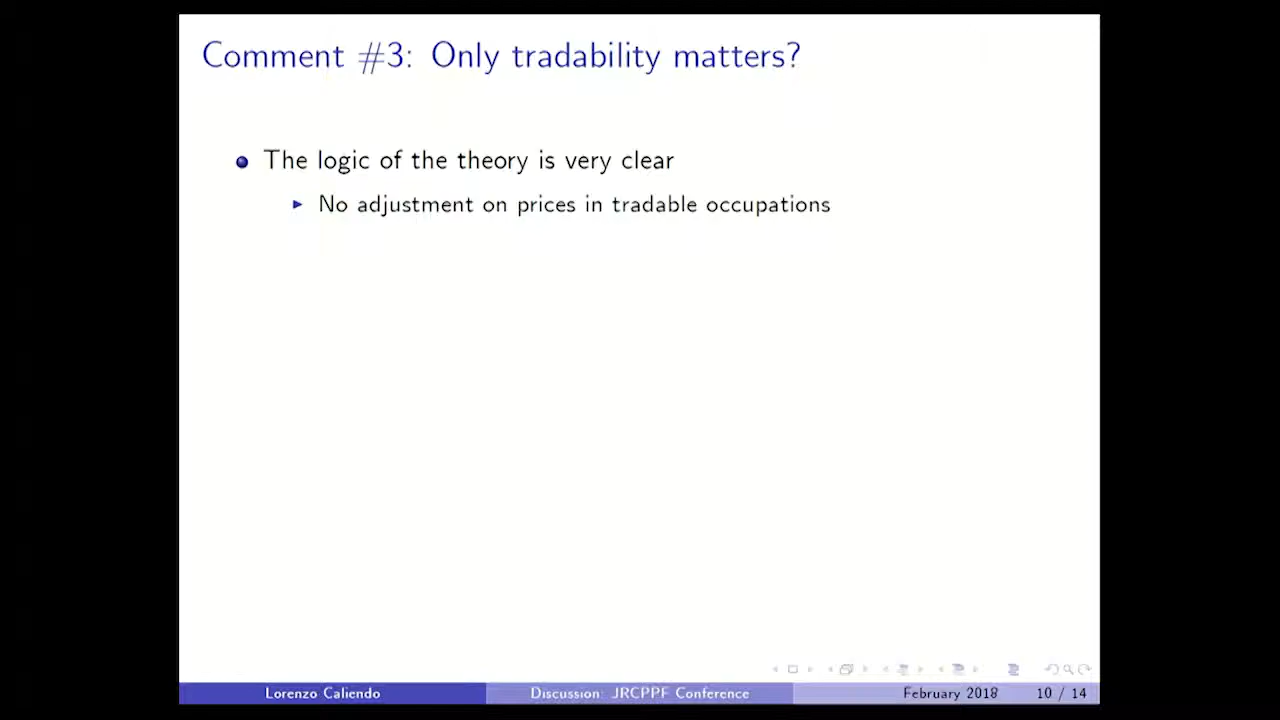 Comment #3: Only tradability matters?
The logic of the theory is very clear
No adjustment on prices in tradable occupations
Lorenzo Caliendo
Discussion: JRCPPF Conference
February 2018
10 / 14